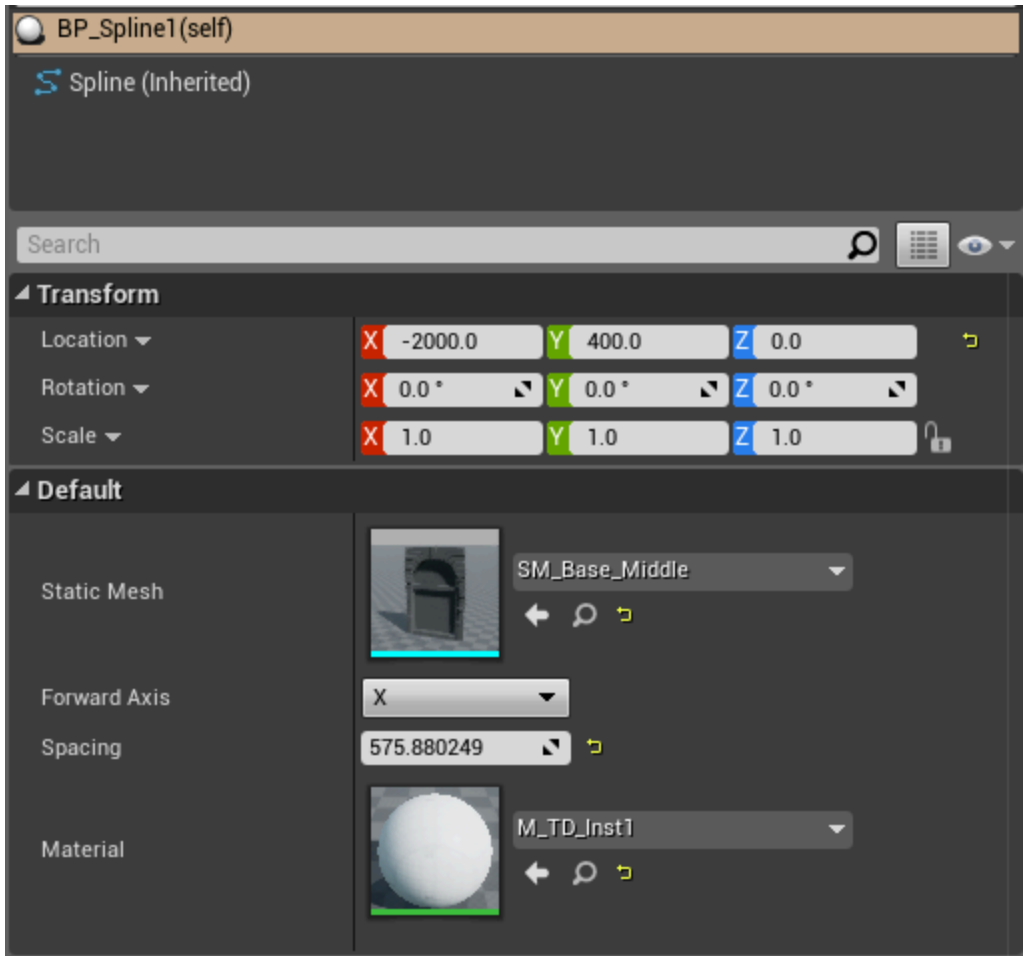 BP_Spline1(self)
Spline (Inherited)
Search
Transform
Location X -2000.0 Y 400.0 Z 0.0
Rotation X 0.0 ° Y 0.0 ° Z 0.0 °
Scale X 1.0 Y 1.0 Z 1.0
Default
Static Mesh SM_Base_Middle
Forward Axis X
Spacing 575.880249
Material M_TD_Inst1